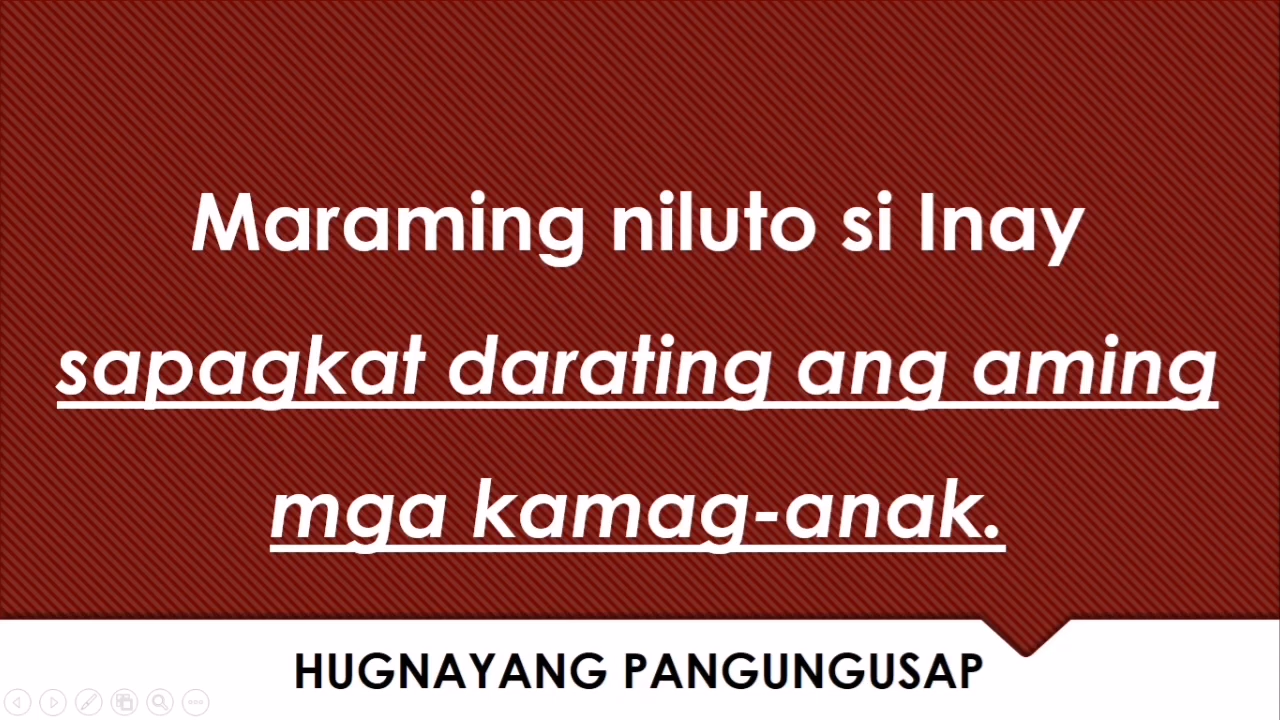 Maraming niluto si Inay
sapagkat darating ang aming
mga kamag-anak.
HUGNAYANG PANGUNGUSAP